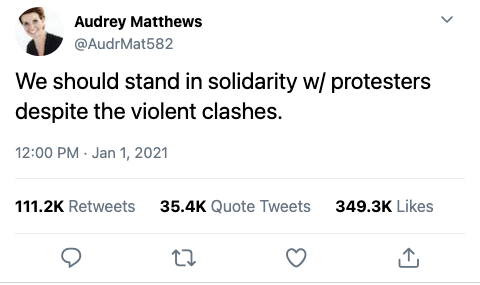 Audrey Matthews
@AudrMat582
We should stand in solidarity w/ protesters
despite the violent clashes.
12:00 PM · Jan 1, 2021
111.2K Retweets 35.4K Quote Tweets 349.3K Likes